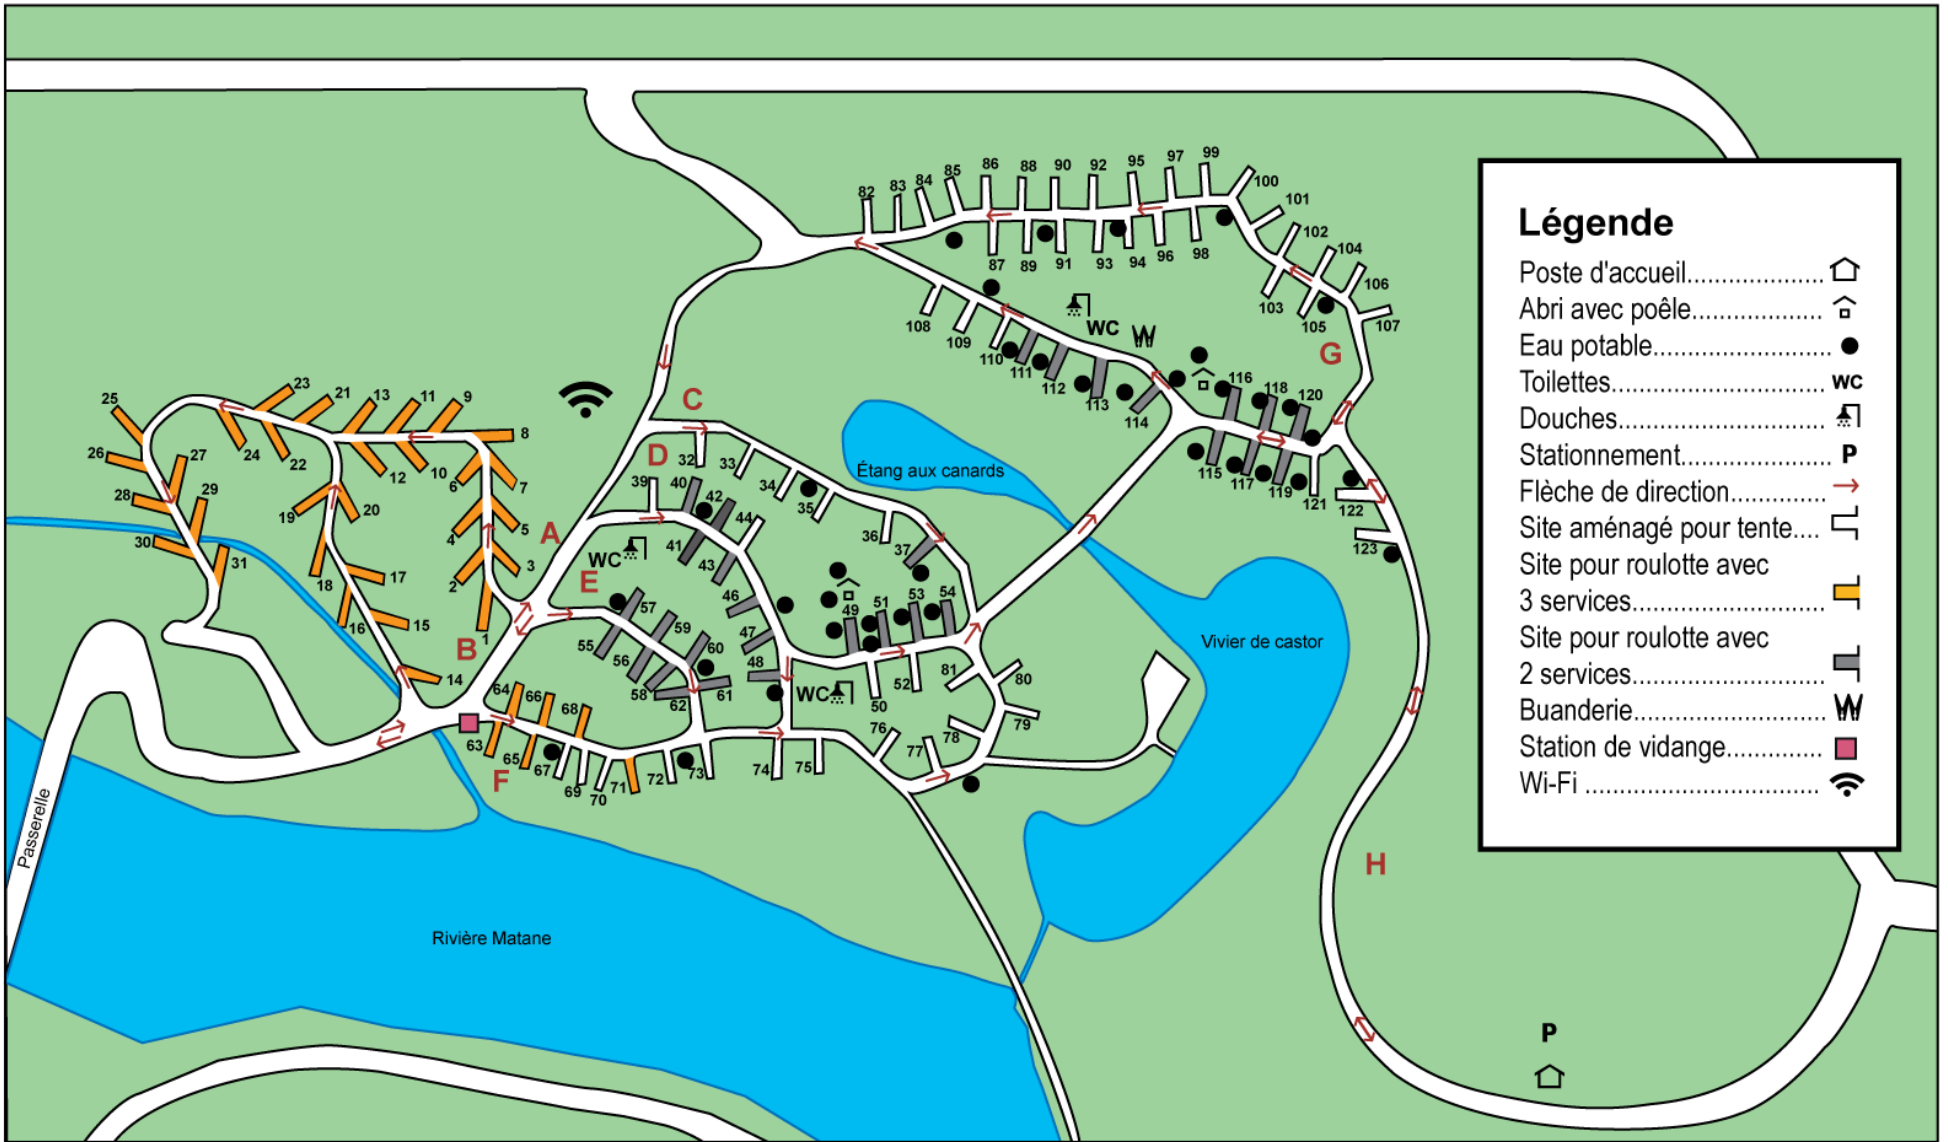 Légende
Poste d'accueil....................
Abri avec poêle....................
Eau potable..........................
Toilettes................................
WC
Douches...............................
Stationnement.....................
P
Flèche de direction..............
Site aménagé pour tente....
Site pour roulotte avec
3 services............................
Site pour roulotte avec
2 services............................
Buanderie............................
W
Station de vidange.............
Wi-Fi ..................................
82 83 84 85 86 88 90 92 95 97 99 100
101
102
104
106
107
87 89 91 93 94 96 98
103
105
G
108
109
110
111
112
113
114
WC
W
116 118 120
115 117 119 121
122
123
C
D
32 33 34 35 36 37
39 40 42 44
41 43
46
47
48
49 51 53 54
50 52
A
WC
E
57
59
60
55
56
58
61
62
WC
25 23 21 13 11 9
8
26 27 24 22 12 10 6 7
28 29
19 20
5
4
30
31
3
2
18 17
16 15
1
B
14
64 66 68
63 65 67
69 70 71 72 73 74 75
F
76 77 78 79 80 81
Étang aux canards
Vivier de castor
Passerelle
Rivière Matane
H
P